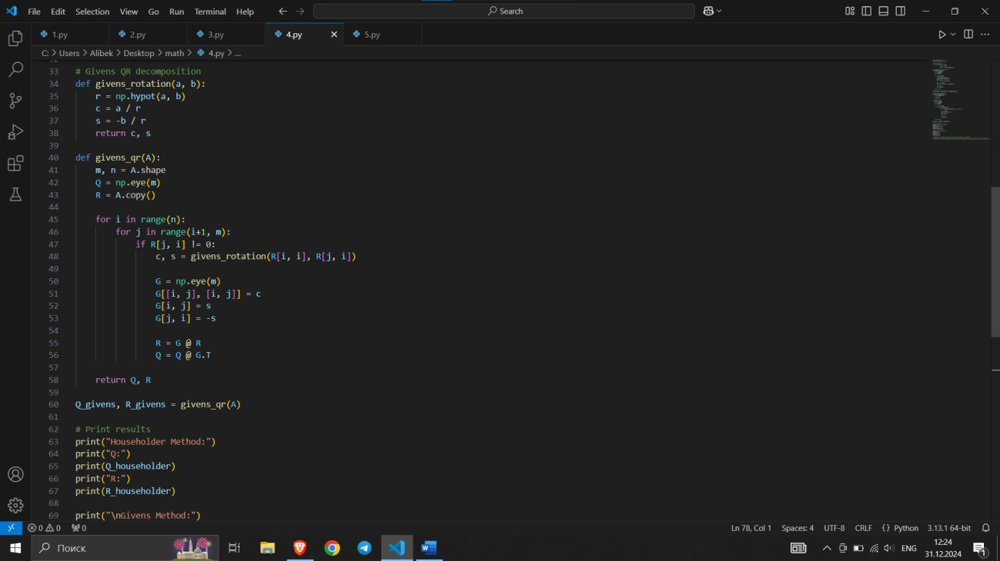 File Edit Selection View Go Run Terminal Help Search
1.py 2.py 3.py 4.py 5.py
C: > Users > Alibek > Desktop > math > 4.py > ...
32
33 # Givens QR decomposition
34 def givens_rotation(a, b):
35     r = np.hypot(a, b)
36     c = a / r
37     s = -b / r
38     return c, s
39
40 def givens_qr(A):
41     m, n = A.shape
42     Q = np.eye(m)
43     R = A.copy()
44
45     for i in range(n):
46         for j in range(i+1, m):
47             if R[j, i] != 0:
48                 c, s = givens_rotation(R[i, i], R[j, i])
49
50                 G = np.eye(m)
51                 G[[i, j], [i, j]] = c
52                 G[i, j] = s
53                 G[j, i] = -s
54
55                 R = G @ R
56                 Q = Q @ G.T
57
58     return Q, R
59
60 Q_givens, R_givens = givens_qr(A)
61
62 # Print results
63 print("Householder Method:")
64 print("Q:")
65 print(Q_householder)
66 print("R:")
67 print(R_householder)
68
69 print("\nGivens Method:")
0 0 0 Ln 78, Col 1 Spaces: 4 UTF-8 CRLF {} Python 3.13.1 64-bit
Поиск ENG 12:24
31.12.2024 1